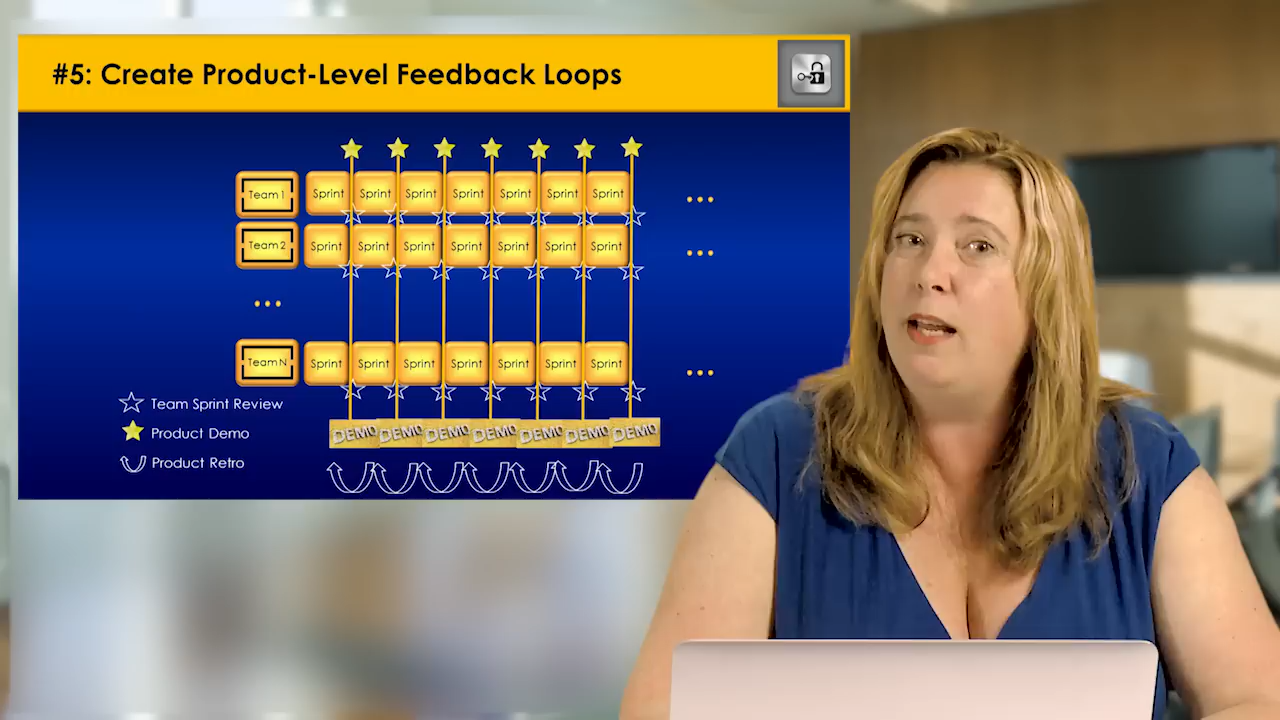 #5: Create Product-Level Feedback Loops
Team 1 Sprint Sprint Sprint Sprint Sprint Sprint Sprint ...
Team 2 Sprint Sprint Sprint Sprint Sprint Sprint Sprint ...
...
Team N Sprint Sprint Sprint Sprint Sprint Sprint Sprint ...
Team Sprint Review
Product Demo
Product Retro
DEMO DEMO DEMO DEMO DEMO DEMO DEMO